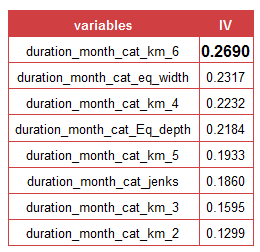 variables IV
duration_month_cat_km_6 0.2690
duration_month_cat_eq_width 0.2317
duration_month_cat_km_4 0.2232
duration_month_cat_Eq_depth 0.2184
duration_month_cat_km_5 0.1933
duration_month_cat_jenks 0.1860
duration_month_cat_km_3 0.1595
duration_month_cat_km_2 0.1299